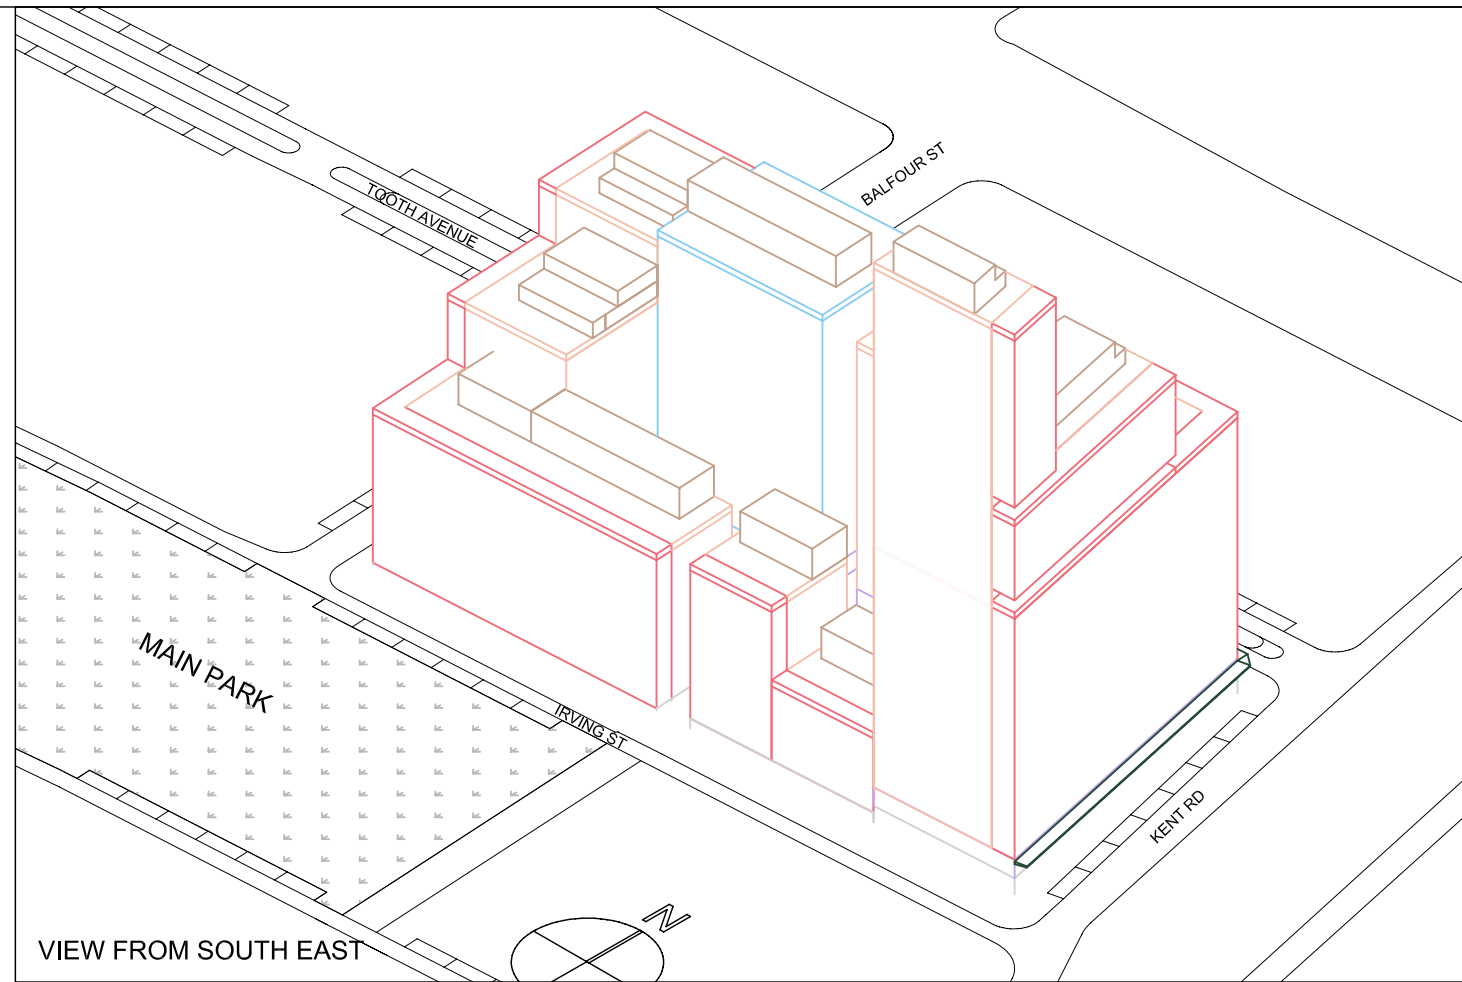 BALFOUR ST
TOOTH AVENUE
MAIN PARK
IRVING ST
KENT RD
N
VIEW FROM SOUTH EAST